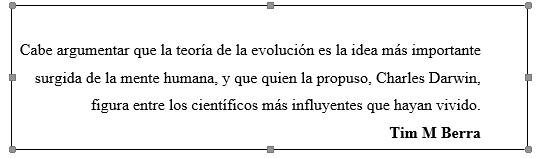 Cabe argumentar que la teoría de la evolución es la idea más importante
surgida de la mente humana, y que quien la propuso, Charles Darwin,
figura entre los científicos más influyentes que hayan vivido.
Tim M Berra